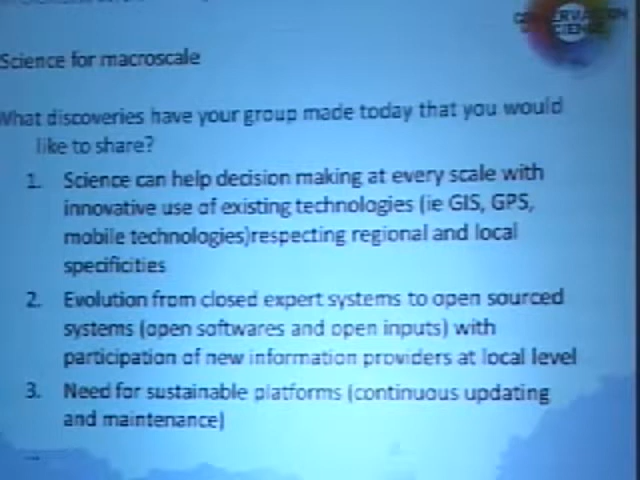 Science for macroscale
What discoveries have your group made today that you would
like to share?
1. Science can help decision making at every scale with
innovative use of existing technologies (ie GIS, GPS,
mobile technologies)respecting regional and local
specificities
2. Evolution from closed expert systems to open sourced
systems (open softwares and open inputs) with
participation of new information providers at local level
3. Need for sustainable platforms (continuous updating
and maintenance)